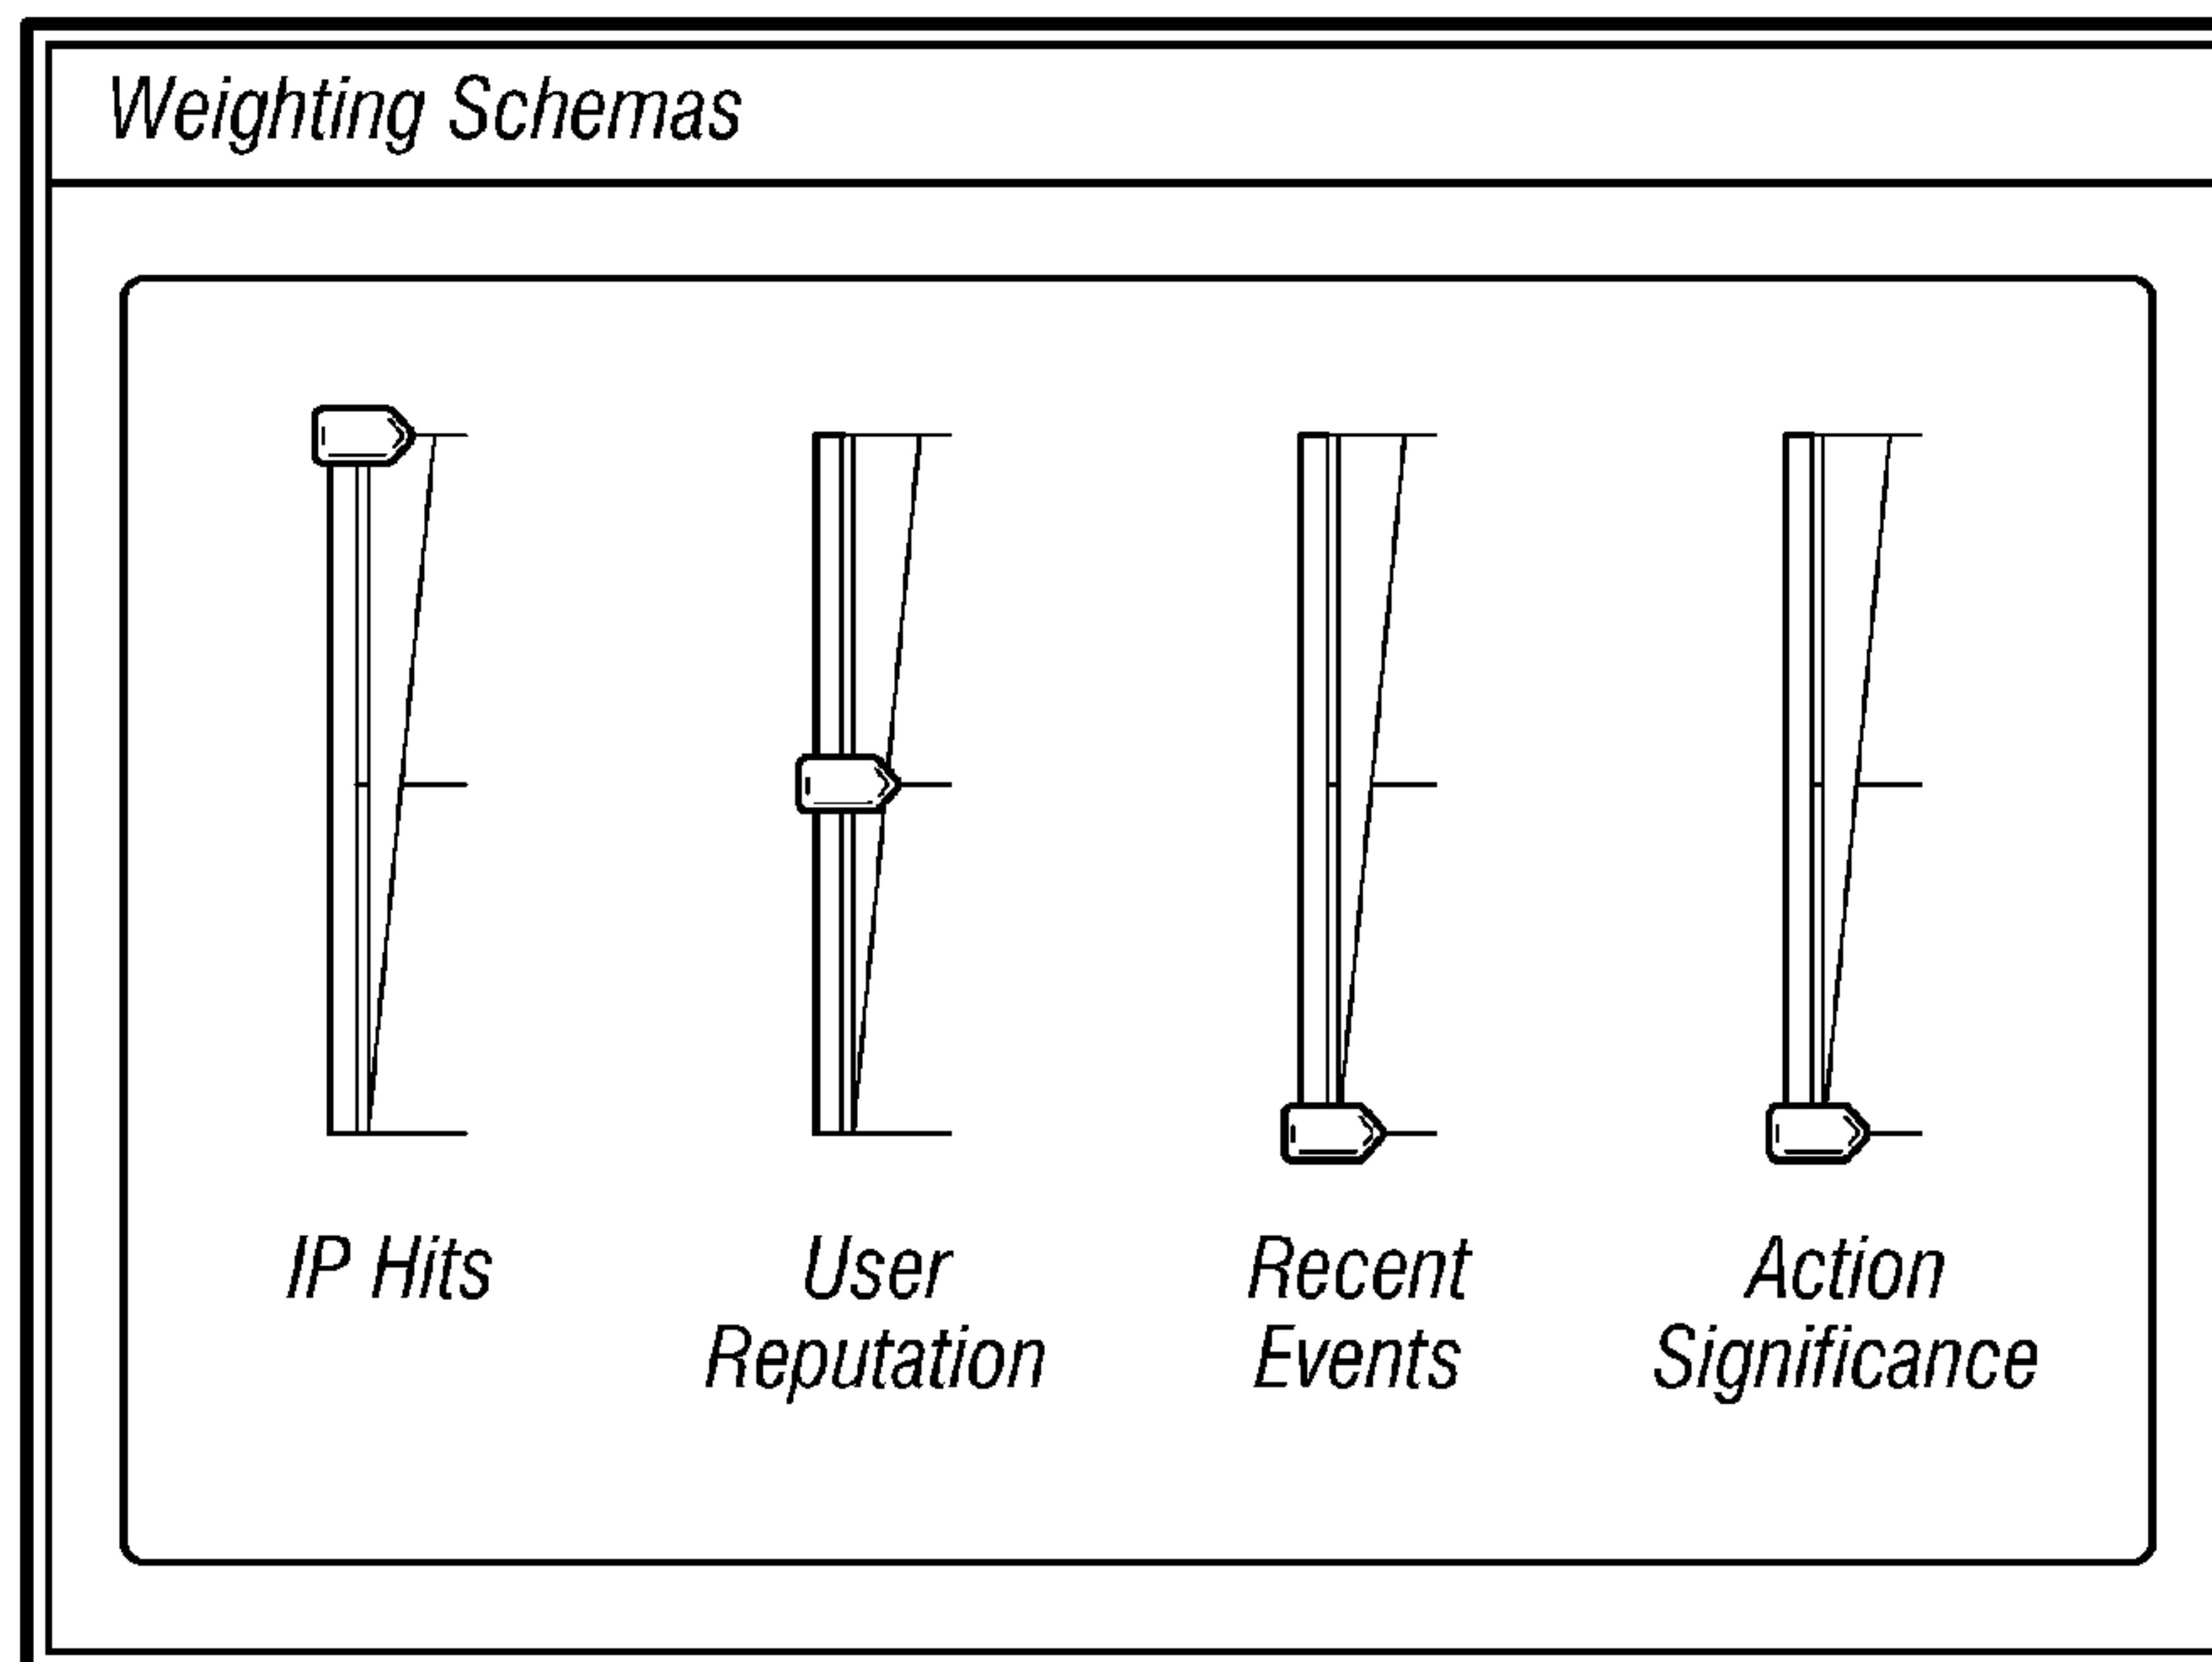 Weighting Schemas
IP Hits
User
Reputation
Recent
Events
Action
Significance